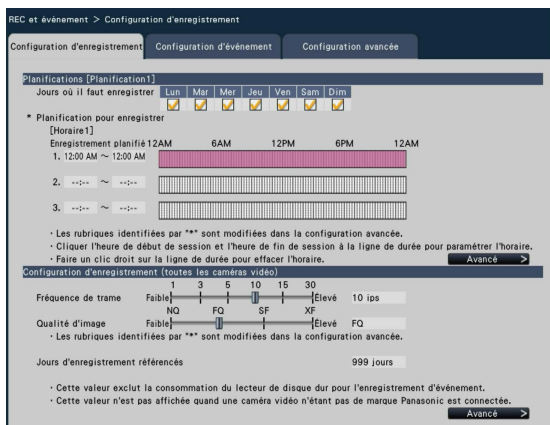 REC et événement > Configuration d'enregistrement
Configuration d'enregistrement Configuration d'événement Configuration avancée
Planifications [Planification1]
Jours où il faut enregistrer Lun Mar Mer Jeu Ven Sam Dim
* Planification pour enregistrer
[Horaire1]
Enregistrement planifié 12AM 6AM 12PM 6PM 12AM
1. 12:00 AM ~ 12:00 AM
2. --:-- ~ --:--
3. --:-- ~ --:--
・Les rubriques identifiées par "*" sont modifiées dans la configuration avancée.
・Cliquer l'heure de début de session et l'heure de fin de session à la ligne de durée pour paramétrer l'horaire.
・Faire un clic droit sur la ligne de durée pour effacer l'horaire. Avancé >
Configuration d'enregistrement (toutes les caméras vidéo)
1 3 5 10 15 30
Fréquence de trame Faible Élevé 10 ips
NQ FQ SF XF
Qualité d'image Faible Élevé FQ
・Les rubriques identifiées par "*" sont modifiées dans la configuration avancée.
Jours d'enregistrement référencés 999 jours
・Cette valeur exclut la consommation du lecteur de disque dur pour l'enregistrement d'événement.
・Cette valeur n'est pas affichée quand une caméra vidéo n'étant pas de marque Panasonic est connectée.
Avancé >